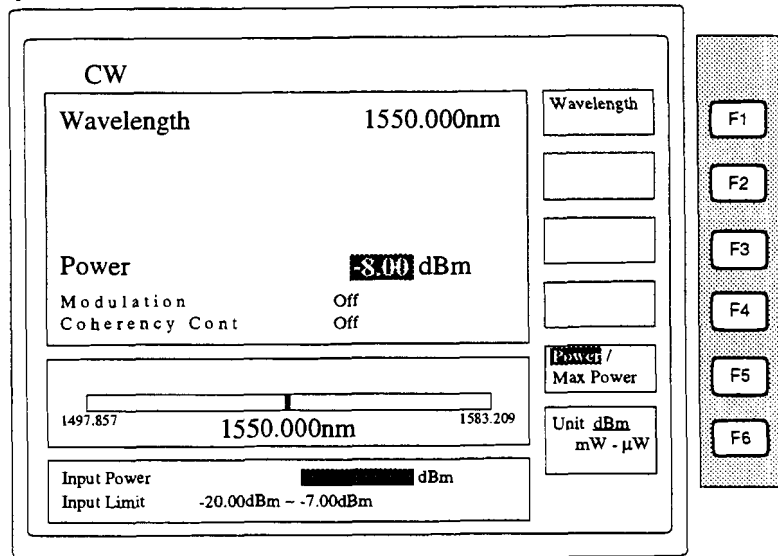 CW
Wavelength 1550.000nm
Power -8.00 dBm
Modulation Off
Coherency Cont Off
1497.857 1583.209
1550.000nm
Input Power dBm
Input Limit -20.00dBm ~ -7.00dBm
Wavelength
Power /
Max Power
Unit dBm
mW - µW
F1
F2
F3
F4
F5
F6